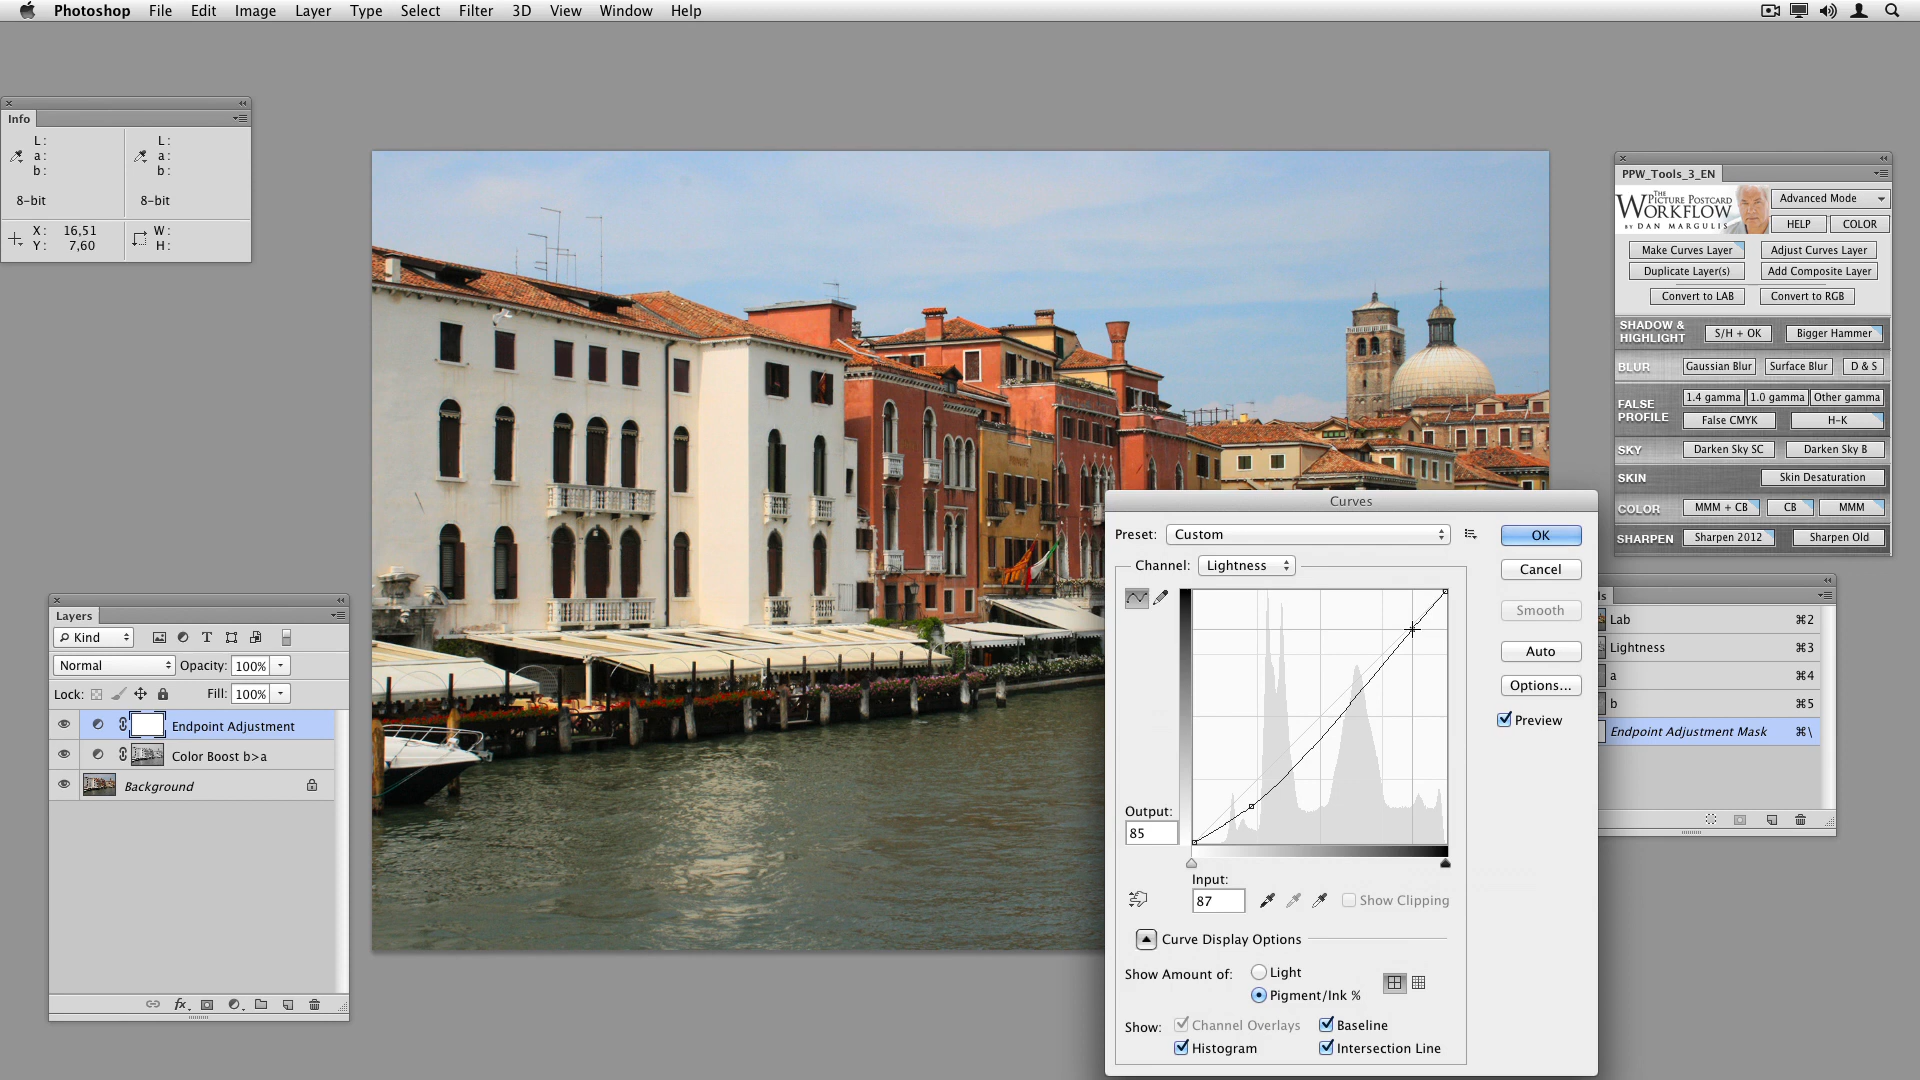 Photoshop File Edit Image Layer Type Select Filter 3D View Window Help
Info
L: L:
a: a:
b: b:
8-bit 8-bit
X: 16,51 W:
Y: 7,60 H:
PPW_Tools_3_EN
THE
PICTURE POSTCARD
WORKFLOW
BY DAN MARGULIS
Advanced Mode
HELP COLOR
Make Curves Layer Adjust Curves Layer
Duplicate Layer(s) Add Composite Layer
Convert to LAB Convert to RGB
SHADOW &
HIGHLIGHT
S/H + OK Bigger Hammer
BLUR Gaussian Blur Surface Blur D & S
FALSE
PROFILE
1.4 gamma 1.0 gamma Other gamma
False CMYK H-K
SKY Darken Sky SC Darken Sky B
SKIN Skin Desaturation
COLOR MMM + CB CB MMM
SHARPEN Sharpen 2012 Sharpen Old
Lab ⌘2
Lightness ⌘3
a ⌘4
b ⌘5
Endpoint Adjustment Mask ⌘\
Layers
Kind
Normal Opacity: 100%
Lock: Fill: 100%
Endpoint Adjustment
Color Boost b>a
Background
fx
Curves
Preset: Custom
Channel: Lightness
OK
Cancel
Smooth
Auto
Options...
Preview
Output:
85
Input:
87
Show Clipping
Curve Display Options
Show Amount of: Light
Pigment/Ink %
Show: Channel Overlays Baseline
Histogram Intersection Line